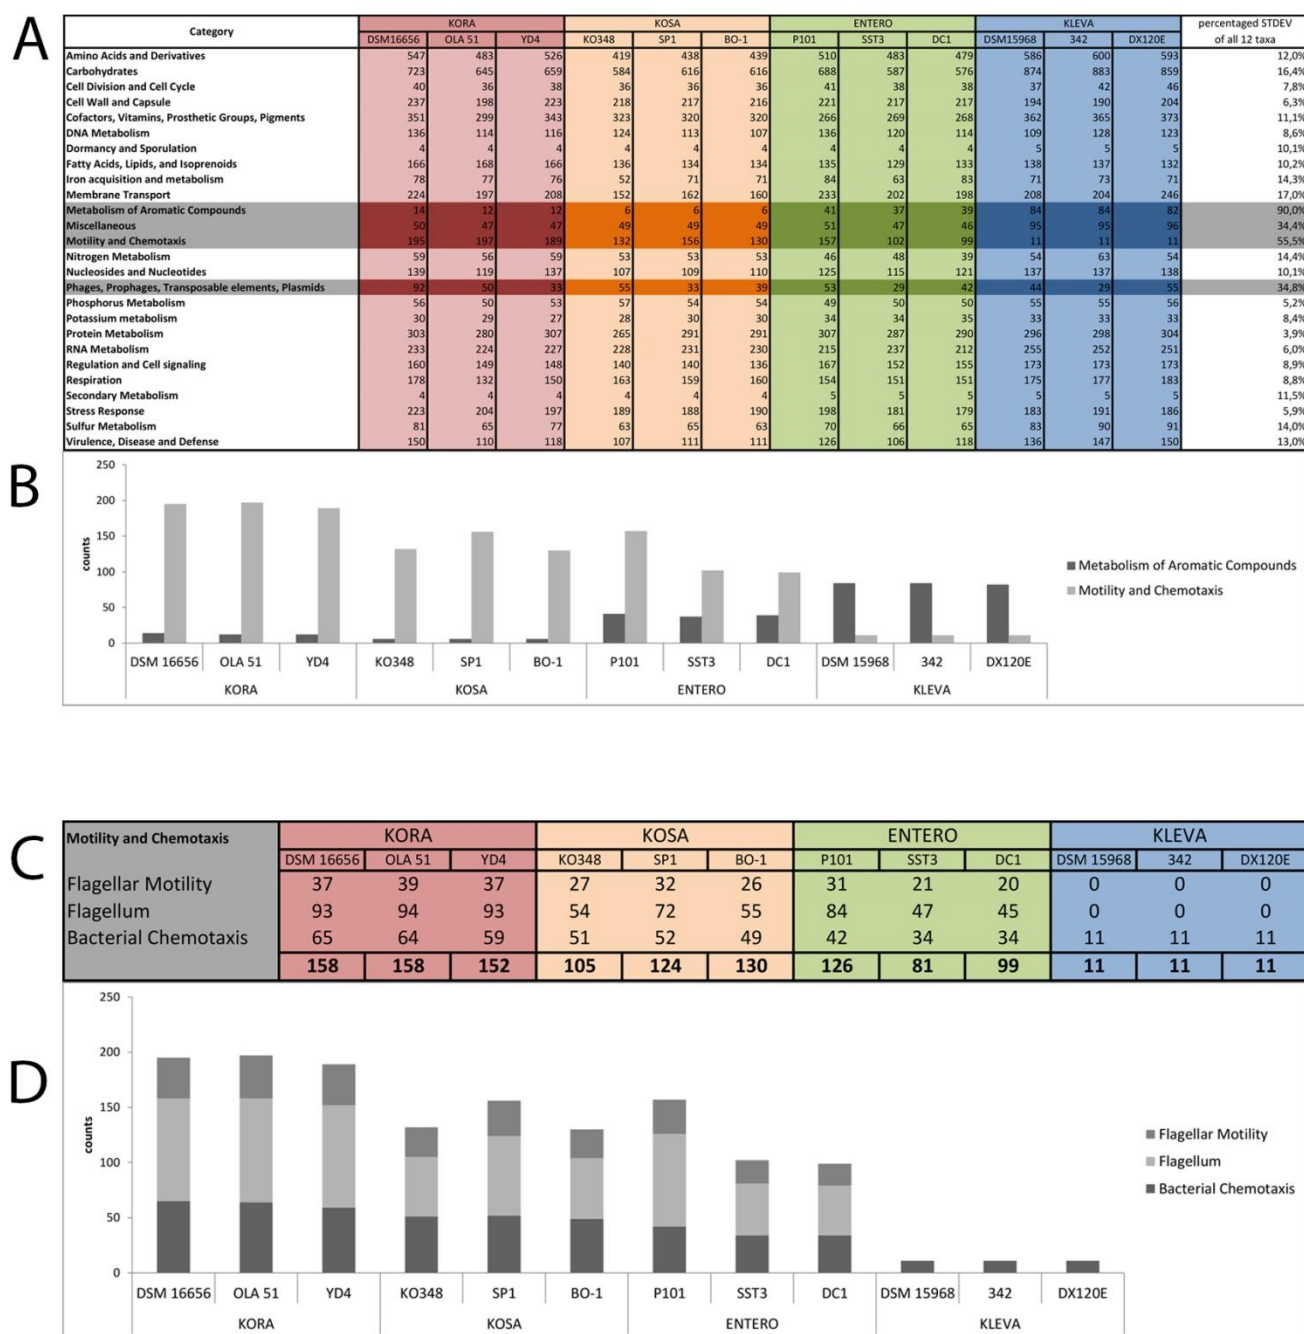 A
Category KORA KOSA ENTERO KLEVA percentaged STDEV
DSM16656 OLA 51 YD4 KO348 SP1 BO-1 P101 SST3 DC1 DSM15968 342 DX120E of all 12 taxa
Amino Acids and Derivatives 547 483 526 419 438 439 510 483 479 586 600 593 12,0%
Carbohydrates 723 645 659 584 616 616 688 587 576 874 883 859 16,4%
Cell Division and Cell Cycle 40 36 38 36 36 36 41 38 38 37 42 46 7,8%
Cell Wall and Capsule 237 198 223 218 217 216 221 217 217 194 190 204 6,3%
Cofactors, Vitamins, Prosthetic Groups, Pigments 351 299 343 323 320 320 266 269 268 362 365 373 11,1%
DNA Metabolism 136 114 116 124 113 107 136 120 114 109 128 123 8,6%
Dormancy and Sporulation 4 4 4 4 4 4 4 4 4 5 5 5 10,1%
Fatty Acids, Lipids, and Isoprenoids 166 168 166 136 134 134 135 129 133 138 137 132 10,2%
Iron acquisition and metabolism 78 77 76 52 71 71 84 63 83 71 73 71 14,3%
Membrane Transport 224 197 208 152 162 160 233 202 198 208 204 246 17,0%
Metabolism of Aromatic Compounds 14 12 12 6 6 6 41 37 39 84 84 82 90,0%
Miscellaneous 50 47 47 49 49 49 51 47 46 95 95 96 34,4%
Motility and Chemotaxis 195 197 189 132 156 130 157 102 99 11 11 11 55,5%
Nitrogen Metabolism 59 56 59 53 53 53 46 48 39 54 63 54 14,4%
Nucleosides and Nucleotides 139 119 137 107 109 110 125 115 121 137 137 138 10,1%
Phages, Prophages, Transposable elements, Plasmids 92 50 33 55 33 39 53 29 42 44 29 55 34,8%
Phosphorus Metabolism 56 50 53 57 54 54 49 50 50 55 55 56 5,2%
Potassium metabolism 30 29 27 28 30 30 34 34 35 33 33 33 8,4%
Protein Metabolism 303 280 307 265 291 291 307 287 290 296 298 304 3,9%
RNA Metabolism 233 224 227 228 231 230 215 237 212 255 252 251 6,0%
Regulation and Cell signaling 160 149 148 140 140 136 167 152 155 173 173 173 8,9%
Respiration 178 132 150 163 159 160 154 151 151 175 177 183 8,8%
Secondary Metabolism 4 4 4 4 4 4 5 5 5 5 5 5 11,5%
Stress Response 223 204 197 189 188 190 198 181 179 183 191 186 5,9%
Sulfur Metabolism 81 65 77 63 65 63 70 66 65 83 90 91 14,0%
Virulence, Disease and Defense 150 110 118 107 111 111 126 106 118 136 147 150 13,0%
B
counts
250
200
150
100
50
0
DSM 16656 OLA 51 YD4 KO348 SP1 BO-1 P101 SST3 DC1 DSM 15968 342 DX120E
KORA KOSA ENTERO KLEVA
Metabolism of Aromatic Compounds
Motility and Chemotaxis
C
Motility and Chemotaxis KORA KOSA ENTERO KLEVA
DSM 16656 OLA 51 YD4 KO348 SP1 BO-1 P101 SST3 DC1 DSM 15968 342 DX120E
Flagellar Motility 37 39 37 27 32 26 31 21 20 0 0 0
Flagellum 93 94 93 54 72 55 84 47 45 0 0 0
Bacterial Chemotaxis 65 64 59 51 52 49 42 34 34 11 11 11
158 158 152 105 124 130 126 81 99 11 11 11
D
counts
250
200
150
100
50
0
DSM 16656 OLA 51 YD4 KO348 SP1 BO-1 P101 SST3 DC1 DSM 15968 342 DX120E
KORA KOSA ENTERO KLEVA
Flagellar Motility
Flagellum
Bacterial Chemotaxis